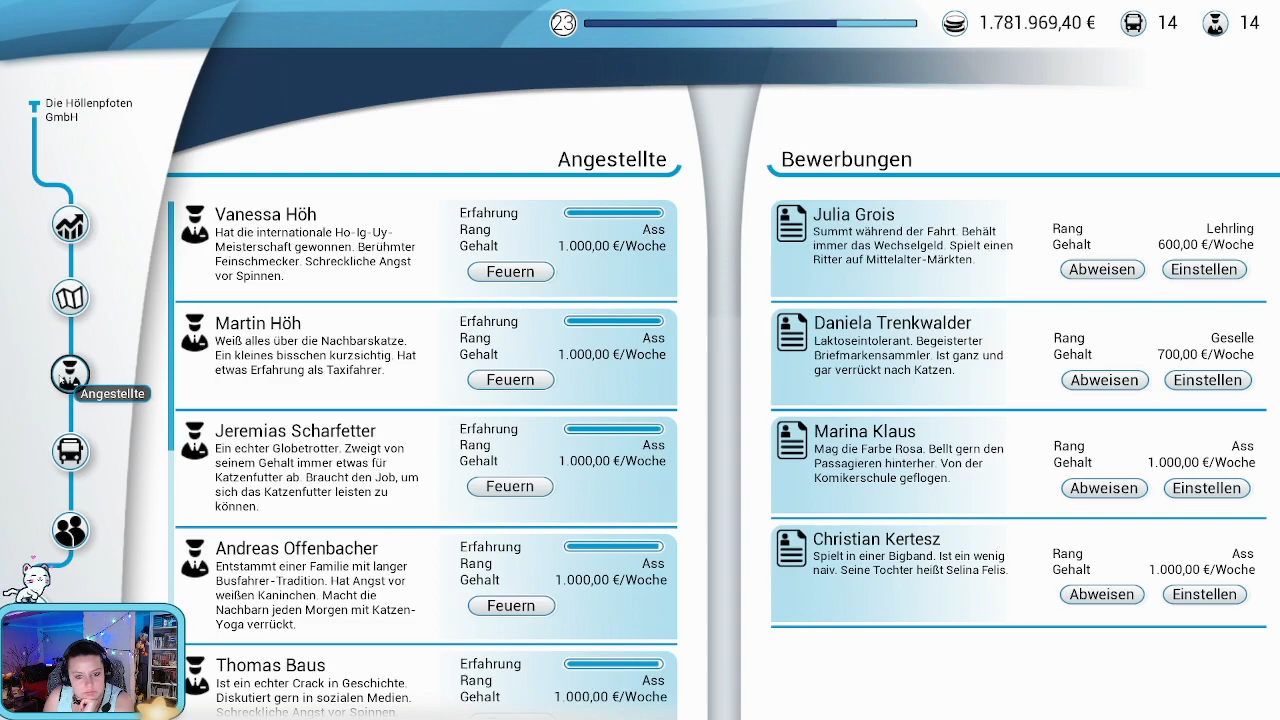 23
1.781.969,40 €
14
14
Die Höllenpfoten
GmbH
Angestellte
Angestellte
Vanessa Höh
Hat die internationale Ho-Ig-Uy-
Meisterschaft gewonnen. Berühmter
Feinschmecker. Schreckliche Angst
vor Spinnen.
Erfahrung
Rang Ass
Gehalt 1.000,00 €/Woche
Feuern
Martin Höh
Weiß alles über die Nachbarskatze.
Ein kleines bisschen kurzsichtig. Hat
etwas Erfahrung als Taxifahrer.
Erfahrung
Rang Ass
Gehalt 1.000,00 €/Woche
Feuern
Jeremias Scharfetter
Ein echter Globetrotter. Zweigt von
seinem Gehalt immer etwas für
Katzenfutter ab. Braucht den Job, um
sich das Katzenfutter leisten zu
können.
Erfahrung
Rang Ass
Gehalt 1.000,00 €/Woche
Feuern
Andreas Offenbacher
Entstammt einer Familie mit langer
Busfahrer-Tradition. Hat Angst vor
weißen Kaninchen. Macht die
Nachbarn jeden Morgen mit Katzen-
Yoga verrückt.
Erfahrung
Rang Ass
Gehalt 1.000,00 €/Woche
Feuern
Thomas Baus
Ist ein echter Crack in Geschichte.
Diskutiert gern in sozialen Medien.
Schreckliche Angst vor Spinnen.
Erfahrung
Rang Ass
Gehalt 1.000,00 €/Woche
Bewerbungen
Julia Grois
Summt während der Fahrt. Behält
immer das Wechselgeld. Spielt einen
Ritter auf Mittelalter-Märkten.
Rang Lehrling
Gehalt 600,00 €/Woche
Abweisen Einstellen
Daniela Trenkwalder
Laktoseintolerant. Begeisterter
Briefmarkensammler. Ist ganz und
gar verrückt nach Katzen.
Rang Geselle
Gehalt 700,00 €/Woche
Abweisen Einstellen
Marina Klaus
Mag die Farbe Rosa. Bellt gern den
Passagieren hinterher. Von der
Komikerschule geflogen.
Rang Ass
Gehalt 1.000,00 €/Woche
Abweisen Einstellen
Christian Kertesz
Spielt in einer Bigband. Ist ein wenig
naiv. Seine Tochter heißt Selina Felis.
Rang Ass
Gehalt 1.000,00 €/Woche
Abweisen Einstellen